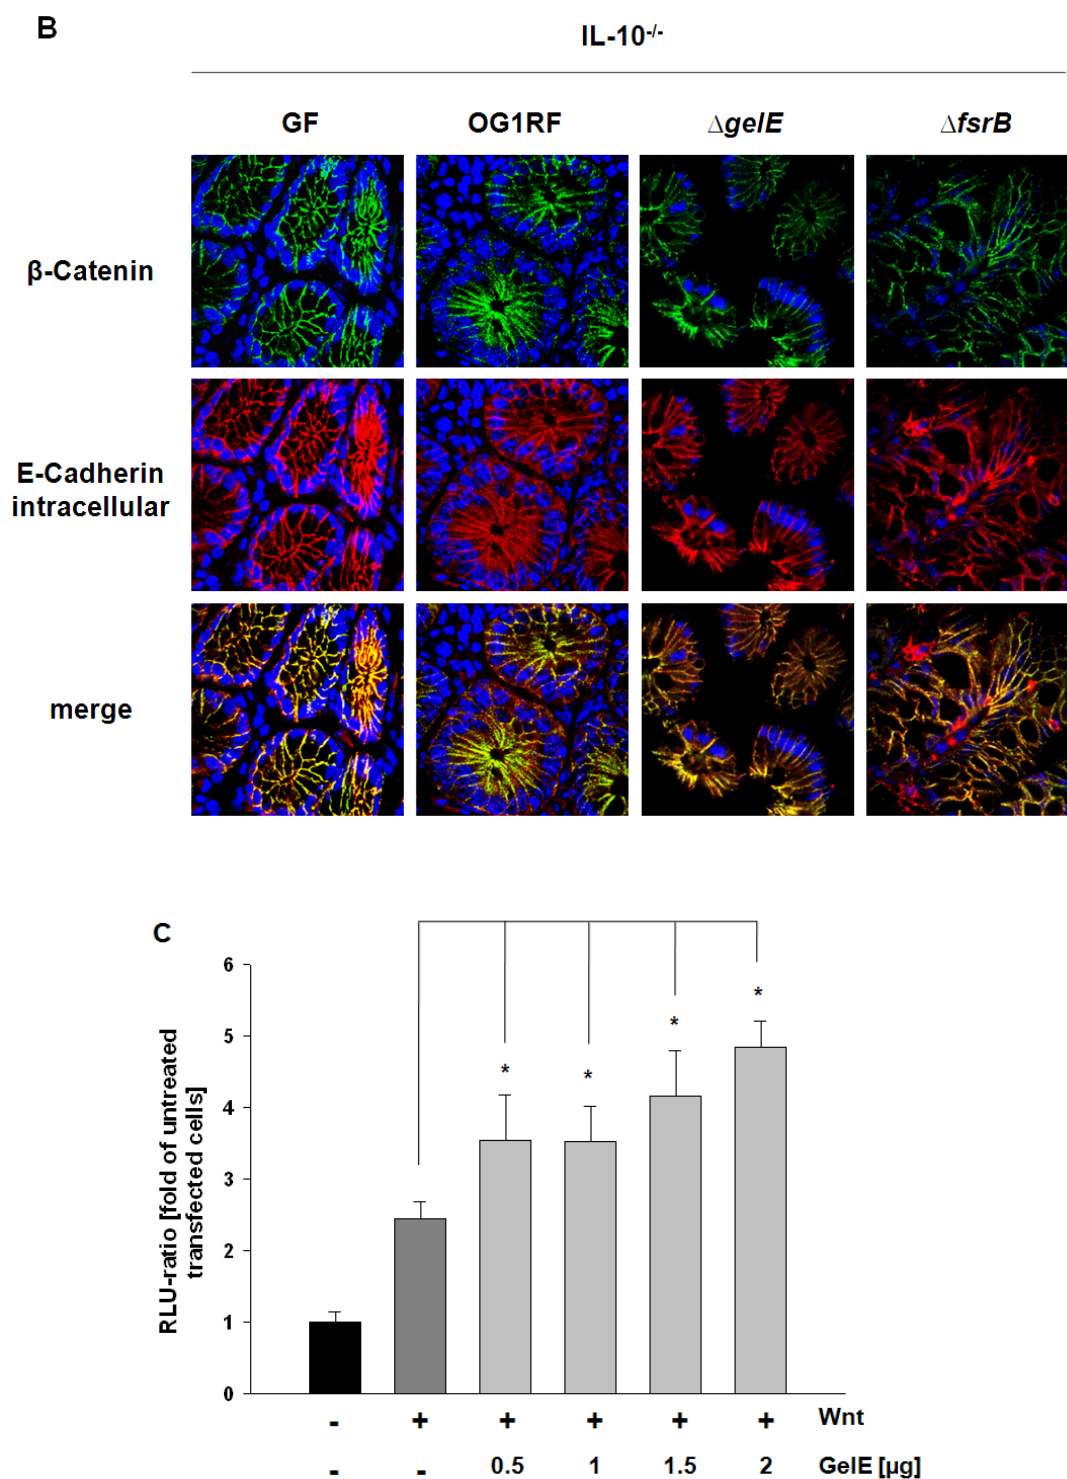 B
IL-10-/-
GF OG1RF ΔgelE ΔfsrB
β-Catenin
E-Cadherin
intracellular
merge
C
RLU-ratio [fold of untreated
transfected cells]
6
5
4
3
2
1
0
* * * *
- + + + + + Wnt
- - 0.5 1 1.5 2 GelE [µg]